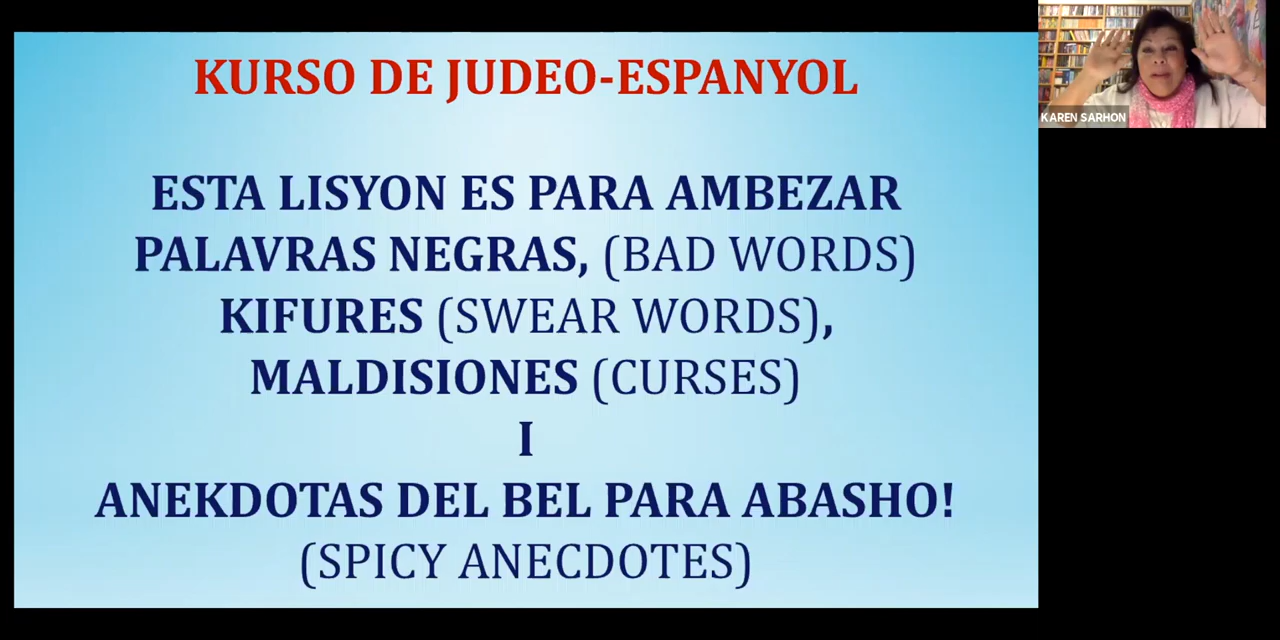 KURSO DE JUDEO-ESPANYOL
ESTA LISYON ES PARA AMBEZAR
PALAVRAS NEGRAS, (BAD WORDS)
KIFURES (SWEAR WORDS),
MALDISIONES (CURSES)
I
ANEKDOTAS DEL BEL PARA ABASHO!
(SPICY ANECDOTES)
KAREN SARHON